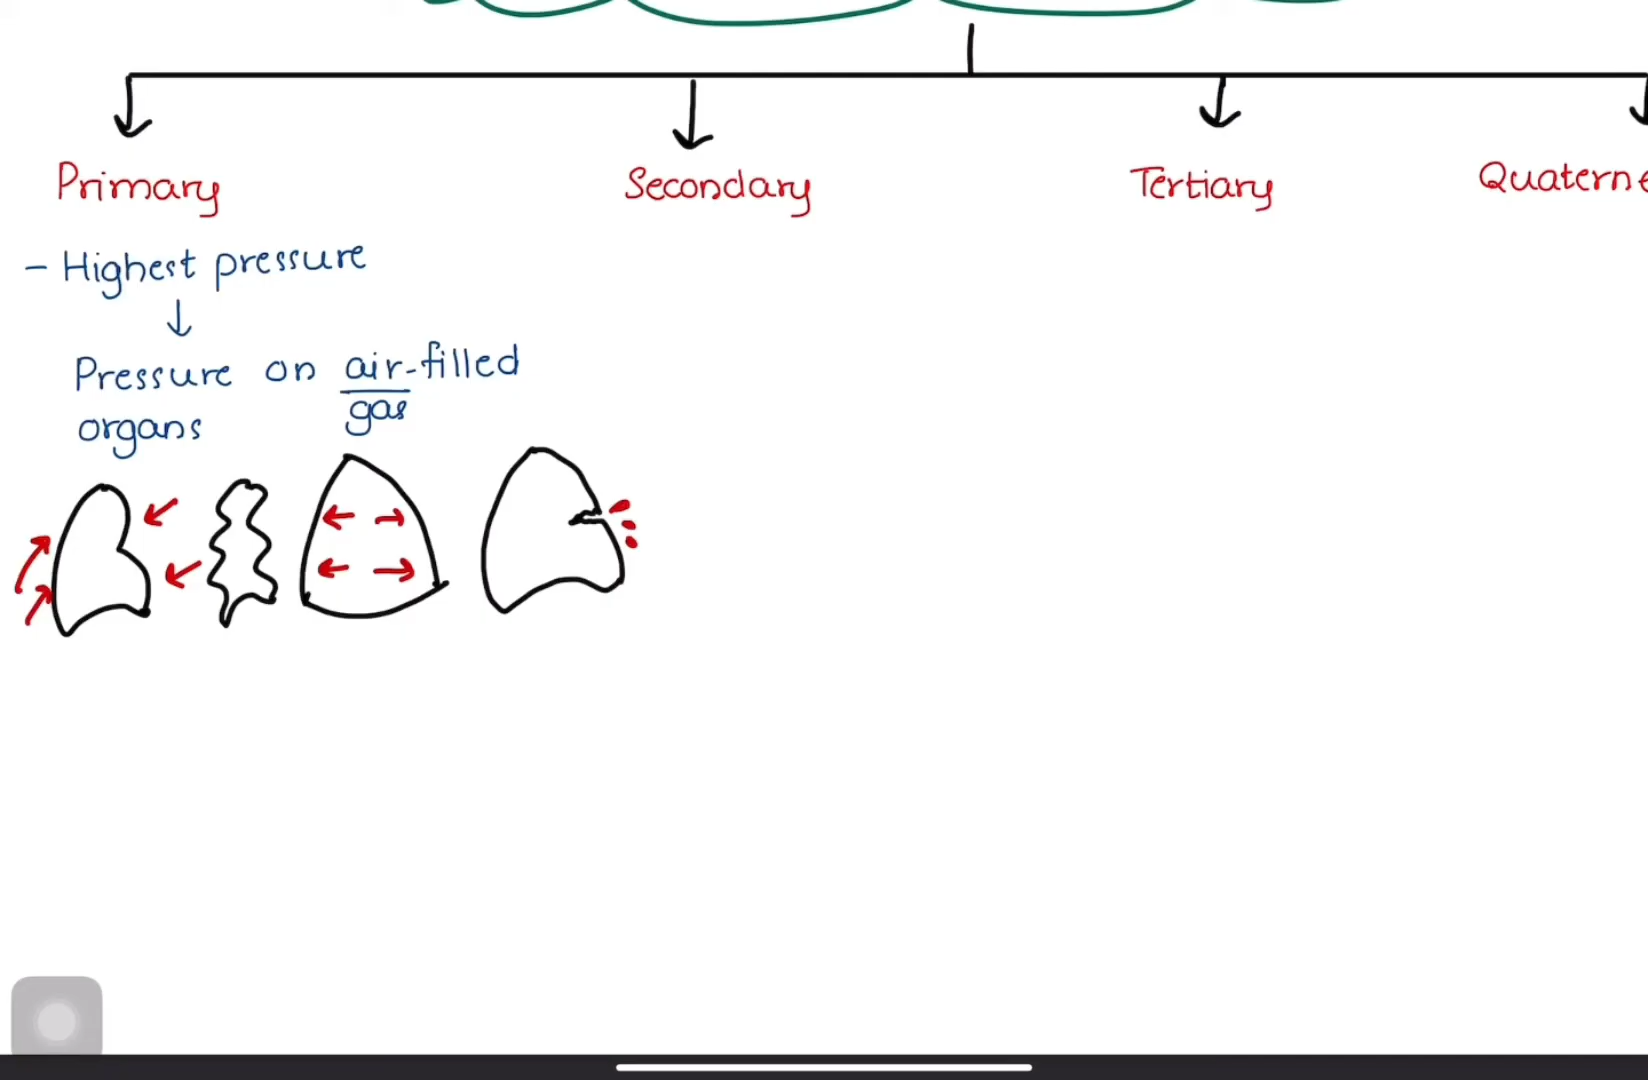 Primary
Secondary
Tertiary
- Highest pressure
↓
Pressure on air-filled
gas
organs